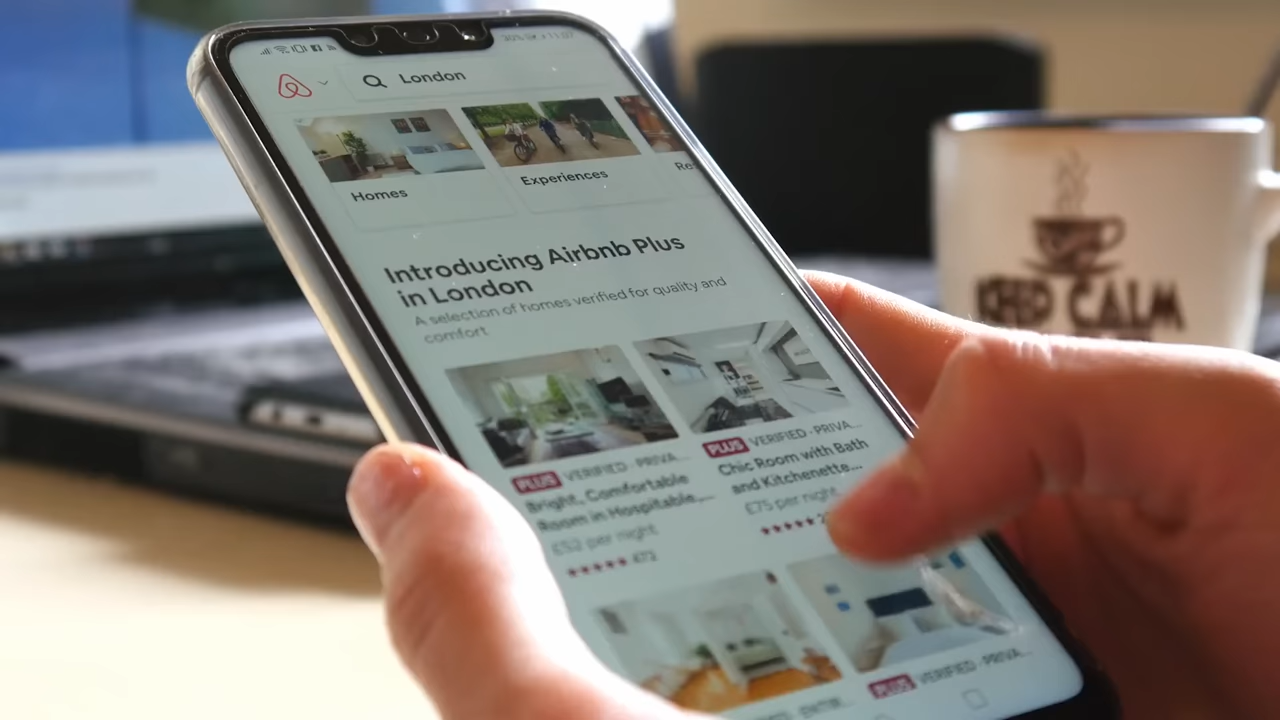 London
Homes
Experiences
Re
Introducing Airbnb Plus
in London
A selection of homes verified for quality and
comfort
PLUS VERIFIED · PRIVA...
Bright, Comfortable
Room in Hospitable...
£52 per night
473
PLUS VERIFIED · PRIVA...
Chic Room with Bath
and Kitchenette...
£75 per night
PLUS VERIFIED · PRIVA...
KEEP CALM